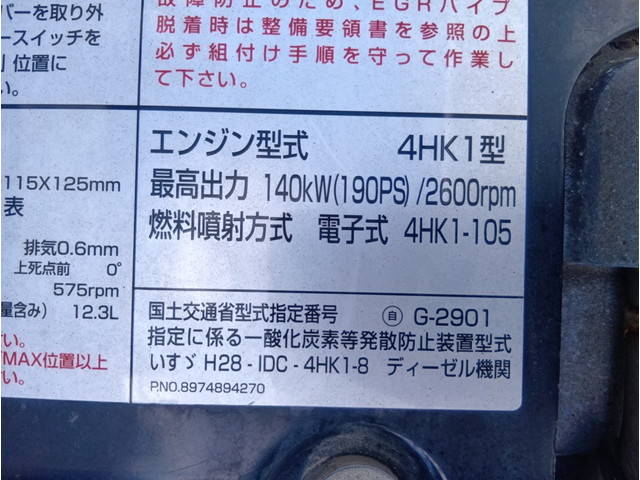 バーを取り外
ースイッチを
位置に
い。
故障防止のため、EGRパイプ
脱着時は整備要領書を参照の上
必ず組付け手順を守って作業し
て下さい。
115X125mm
表
排気0.6mm
上死点前 0°
575rpm
量含み) 12.3L
い。
MAX位置以上
い。
エンジン型式 4HK1型
最高出力 140kW(190PS)/2600rpm
燃料噴射方式 電子式 4HK1-105
国土交通省型式指定番号 ㊀自 G-2901
指定に係る一酸化炭素等発散防止装置型式
いすゞ H28 - IDC - 4HK1-8 ディーゼル機関
P.NO.8974894270